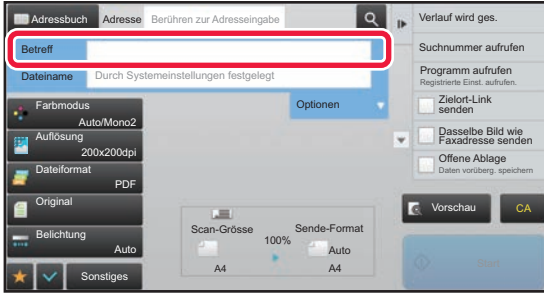 Adressbuch Adresse Berühren zur Adresseingabe
Betreff
Dateiname Durch Systemeinstellungen festgelegt
Optionen
Farbmodus
Auto/Mono2
Auflösung
200x200dpi
Dateiformat
PDF
Original
Belichtung
Auto
Sonstiges
Scan-Grösse
A4
100%
Sende-Format
Auto
A4
Verlauf wird ges.
Suchnummer aufrufen
Programm aufrufen
Registrierte Einst. aufrufen.
Zielort-Link
senden
Dasselbe Bild wie
Faxadresse senden
Offene Ablage
Daten vorüberg. speichern
Vorschau
CA
Start